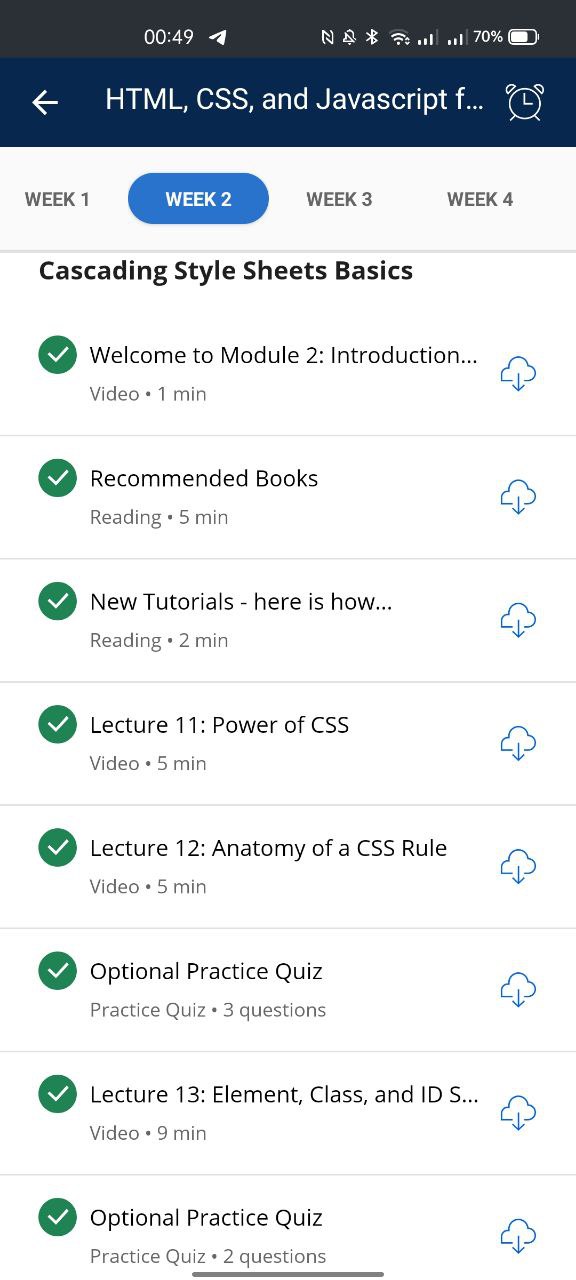 00:49
70%
HTML, CSS, and Javascript f...
WEEK 1
WEEK 2
WEEK 3
WEEK 4
Cascading Style Sheets Basics
Welcome to Module 2: Introduction...
Video • 1 min
Recommended Books
Reading • 5 min
New Tutorials - here is how...
Reading • 2 min
Lecture 11: Power of CSS
Video • 5 min
Lecture 12: Anatomy of a CSS Rule
Video • 5 min
Optional Practice Quiz
Practice Quiz • 3 questions
Lecture 13: Element, Class, and ID S...
Video • 9 min
Optional Practice Quiz
Practice Quiz • 2 questions